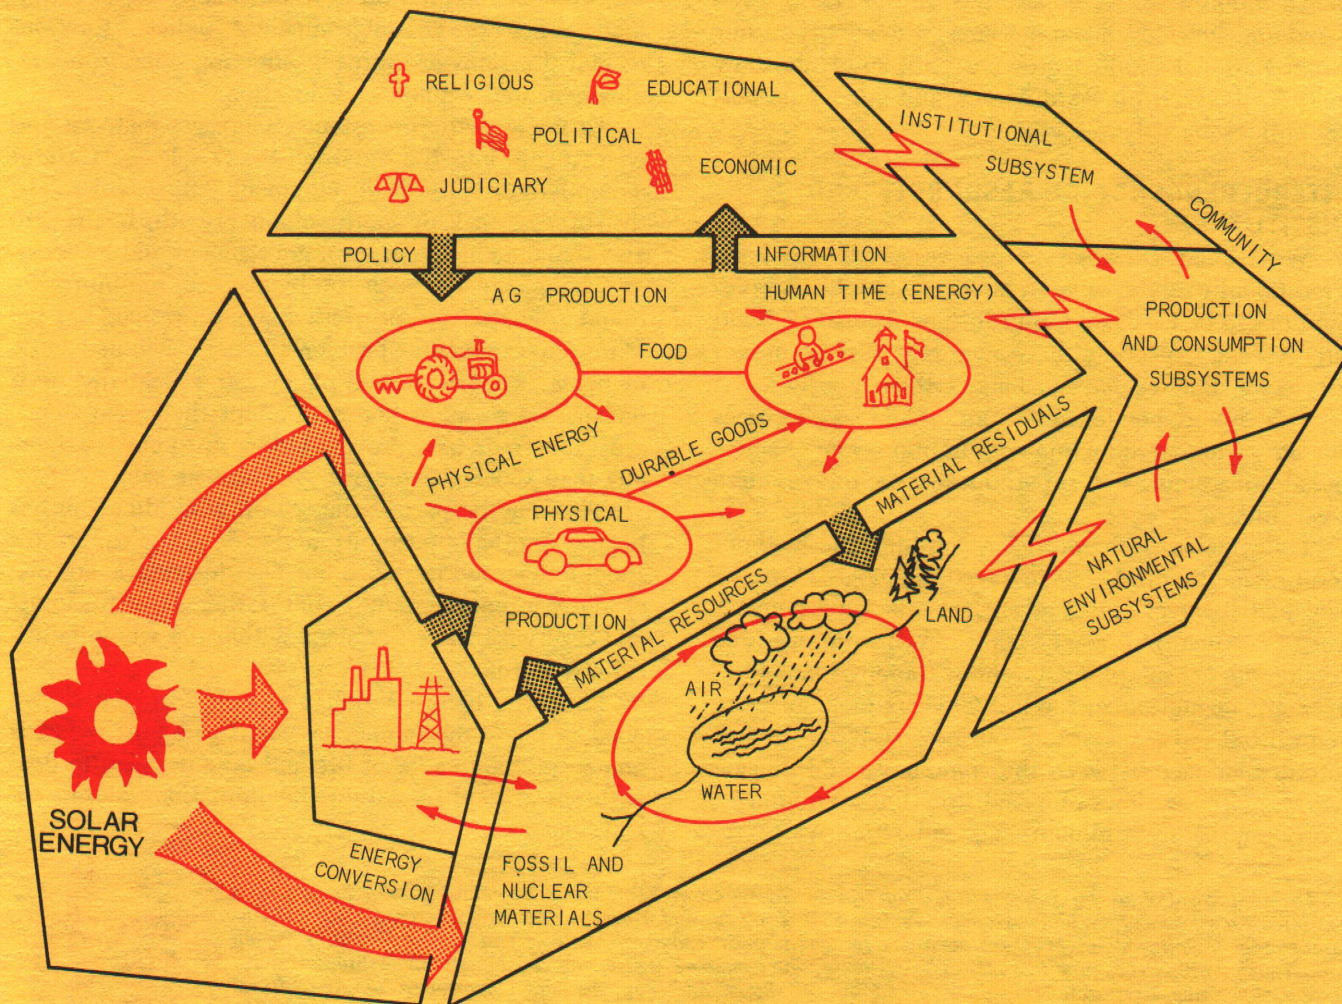 RELIGIOUS
EDUCATIONAL
POLITICAL
ECONOMIC
JUDICIARY
INSTITUTIONAL
SUBSYSTEM
COMMUNITY
POLICY
INFORMATION
AG PRODUCTION
HUMAN TIME (ENERGY)
FOOD
PRODUCTION
AND CONSUMPTION
SUBSYSTEMS
PHYSICAL ENERGY
DURABLE GOODS
MATERIAL RESIDUALS
PHYSICAL
PRODUCTION
MATERIAL RESOURCES
LAND
AIR
WATER
NATURAL
ENVIRONMENTAL
SUBSYSTEMS
SOLAR
ENERGY
ENERGY
CONVERSION
FOSSIL AND
NUCLEAR
MATERIALS